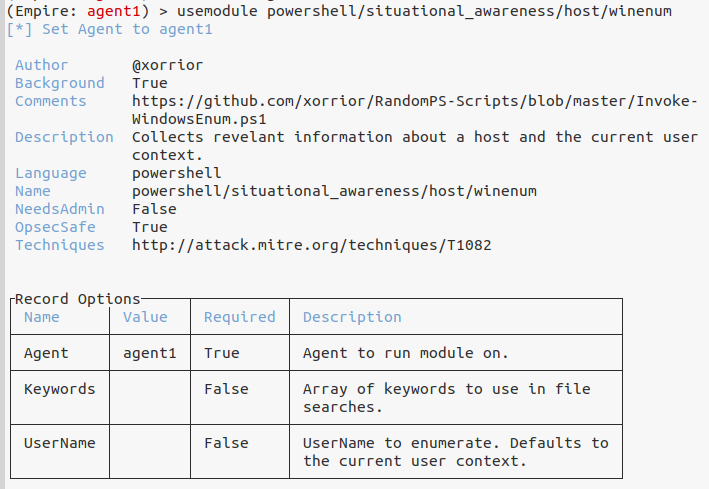 (Empire: agent1) > usemodule powershell/situational_awareness/host/winenum
[*] Set Agent to agent1
Author @xorrior
Background True
Comments https://github.com/xorrior/RandomPS-Scripts/blob/master/Invoke-
WindowsEnum.ps1
Description Collects revelant information about a host and the current user
context.
Language powershell
Name powershell/situational_awareness/host/winenum
NeedsAdmin False
OpsecSafe True
Techniques http://attack.mitre.org/techniques/T1082
Record Options
Name Value Required Description
Agent agent1 True Agent to run module on.
Keywords False Array of keywords to use in file
searches.
UserName False UserName to enumerate. Defaults to
the current user context.